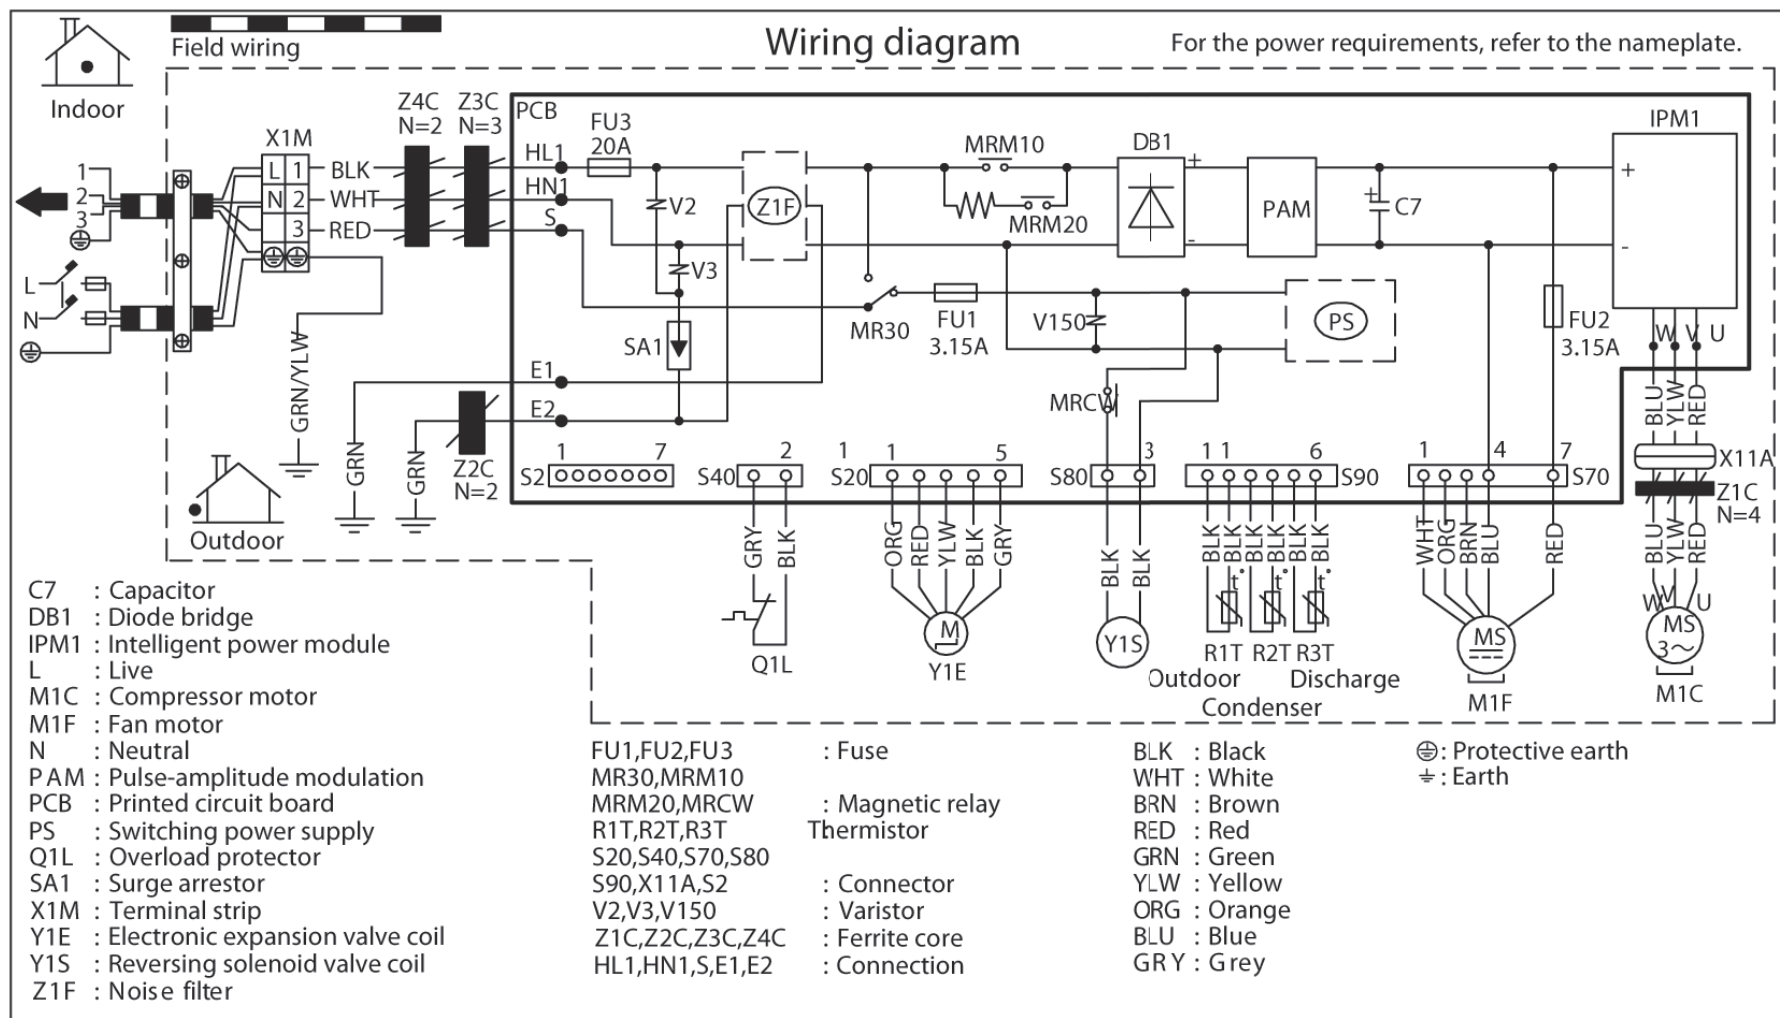 Wiring diagram
For the power requirements, refer to the nameplate.
Field wiring
Indoor
Z4C
N=2
Z3C
N=3
PCB
FU3
20A
X1M
HL1
HN1
S
L 1 BLK
N 2 WHT
3 RED
1
2
3
L
N
V2
V3
Z1F
MRM10
MRM20
DB1
+
-
PAM
+
C7
IPM1
+
-
W V U
SA1
MR30
FU1
3.15A
V150
PS
FU2
3.15A
MRCW
E1
E2
GRN/YLW
GRN
GRN
Z2C
N=2
Outdoor
1 7
S2
2
S40
1
1 5
S20
3
S80
1 1 6
S90
1 4 7
S70
BLU
YLW
RED
X11A
Z1C
N=4
GRY
BLK
ORG
RED
YLW
BLK
GRY
BLK
BLK
BLK
BLK
BLK
BLK
BLK
BLK
WHT
ORG
BRN
BLU
RED
BLU
YLW
RED
t°
t°
t°
W V U
Q1L
M
Y1E
Y1S
R1T R2T R3T
Outdoor Discharge
Condenser
MS
M1F
MS
3~
M1C
C7 : Capacitor
DB1 : Diode bridge
IPM1 : Intelligent power module
L : Live
M1C : Compressor motor
M1F : Fan motor
N : Neutral
PAM : Pulse-amplitude modulation
PCB : Printed circuit board
PS : Switching power supply
Q1L : Overload protector
SA1 : Surge arrestor
X1M : Terminal strip
Y1E : Electronic expansion valve coil
Y1S : Reversing solenoid valve coil
Z1F : Noise filter
FU1,FU2,FU3 : Fuse
MR30,MRM10
MRM20,MRCW : Magnetic relay
R1T,R2T,R3T : Thermistor
S20,S40,S70,S80
S90,X11A,S2 : Connector
V2,V3,V150 : Varistor
Z1C,Z2C,Z3C,Z4C : Ferrite core
HL1,HN1,S,E1,E2 : Connection
BLK : Black
WHT : White
BRN : Brown
RED : Red
GRN : Green
YLW : Yellow
ORG : Orange
BLU : Blue
GRY : Grey
: Protective earth
: Earth